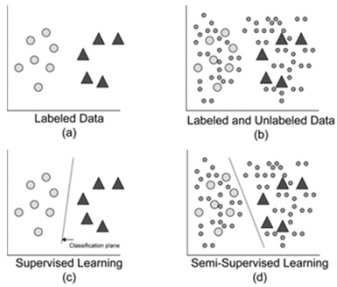 Labeled Data
(a)
Labeled and Unlabeled Data
(b)
Classification plane
Supervised Learning
(c)
Semi-Supervised Learning
(d)